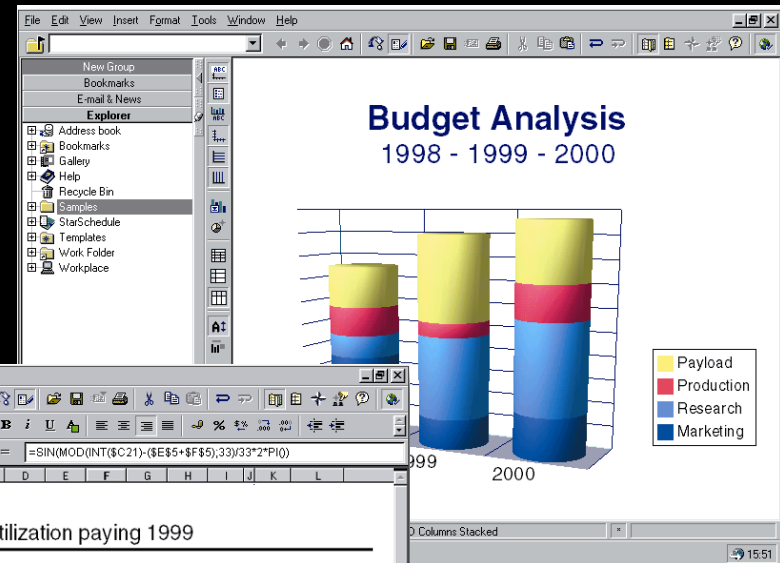 File Edit View Insert Format Tools Window Help
New Group
Bookmarks
E-mail & News
Explorer
Address book
Bookmarks
Gallery
Help
Recycle Bin
Samples
StarSchedule
Templates
Work Folder
Workplace
Budget Analysis
1998 - 1999 - 2000
Payload
Production
Research
Marketing
999
2000
D Columns Stacked
*
15:51
B i U A
= =SIN(MOD(INT($C21)-($E$5+$F$5);33)/33*2*PI())
D E F G H I J K L
tilization paying 1999